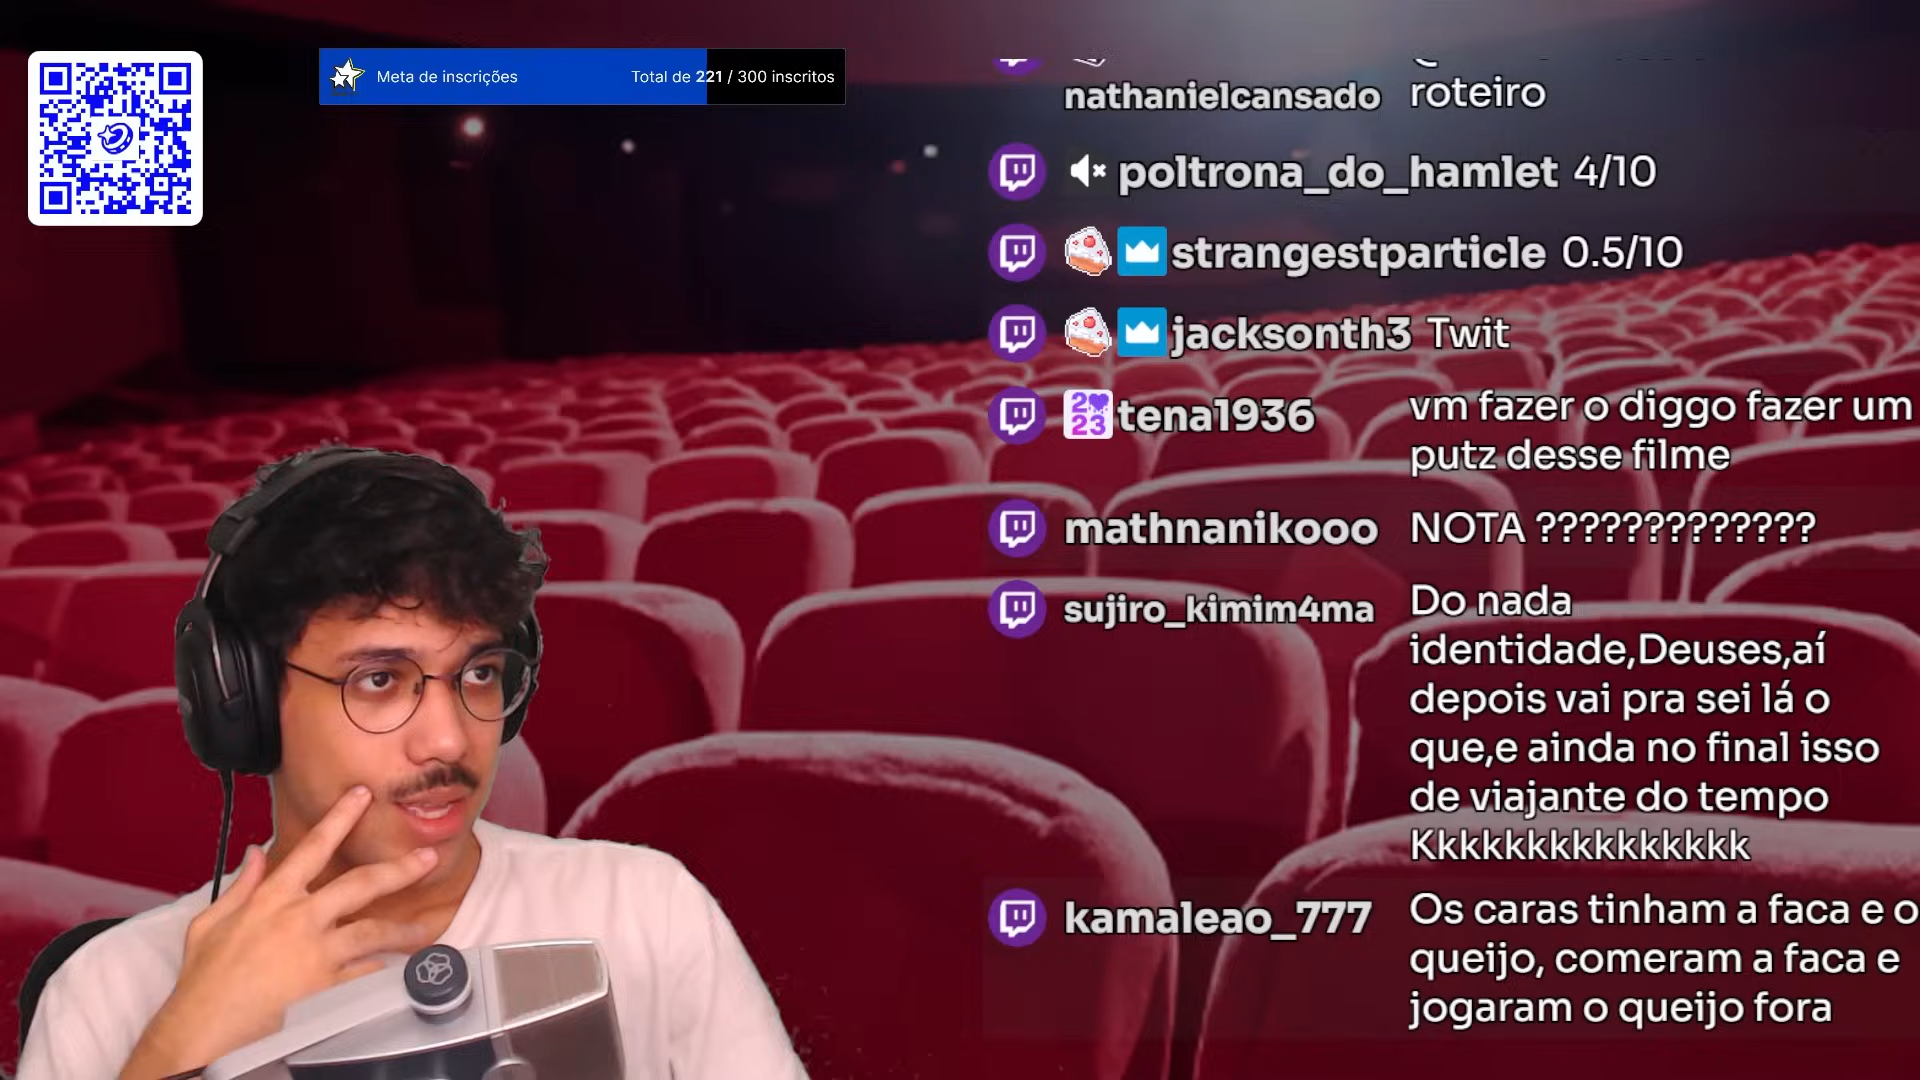 Meta de inscrições
Total de 221 / 300 inscritos
nathanielcansado roteiro
poltrona_do_hamlet 4/10
strangestparticle 0.5/10
jacksonth3 Twit
tena1936 vm fazer o diggo fazer um
putz desse filme
mathnanikooo NOTA ?????????????
sujiro_kimim4ma Do nada
identidade,Deuses,aí
depois vai pra sei lá o
que,e ainda no final isso
de viajante do tempo
Kkkkkkkkkkkkkkk
kamaleao_777 Os caras tinham a faca e o
queijo, comeram a faca e
jogaram o queijo fora